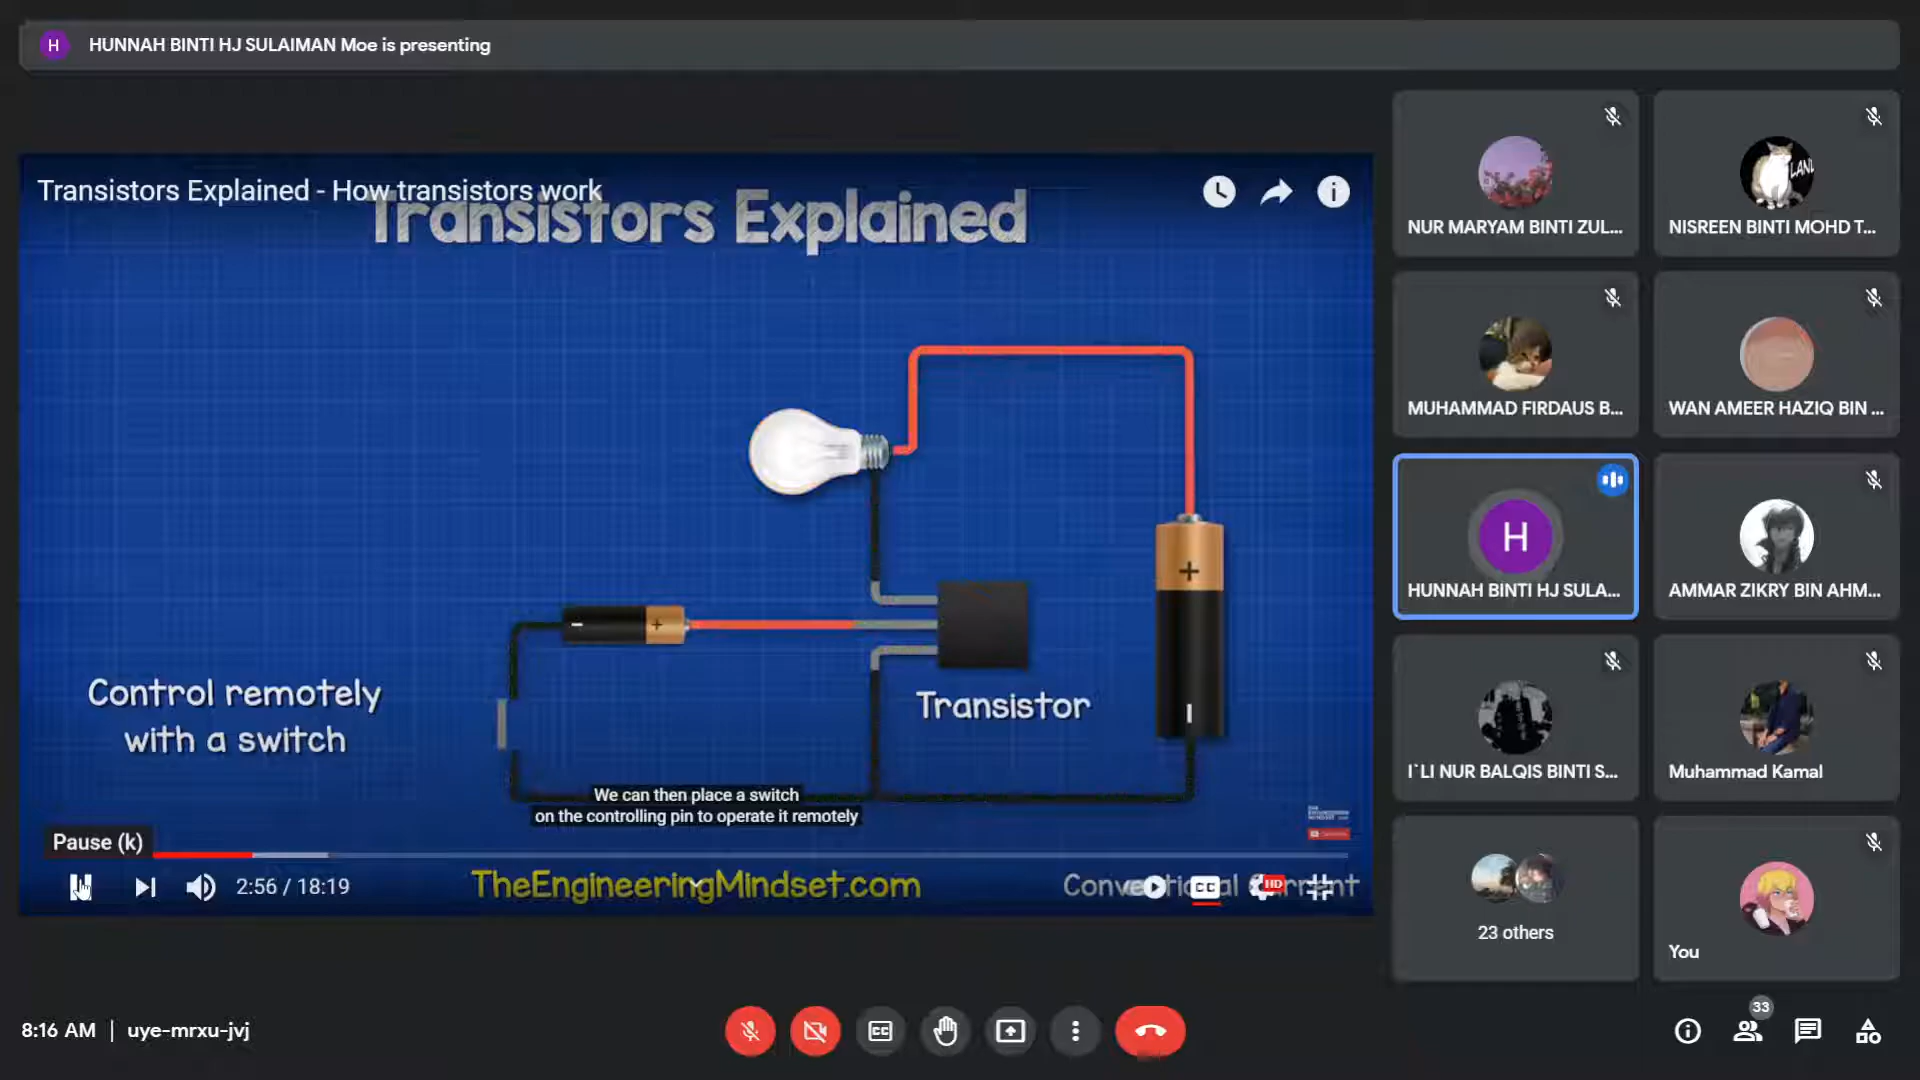 H HUNNAH BINTI HJ SULAIMAN Moe is presenting
Transistors Explained - How transistors work
Transistors Explained
Control remotely
with a switch
Transistor
We can then place a switch
on the controlling pin to operate it remotely
Pause (k)
2:56 / 18:19
TheEngineeringMindset.com
CC
HD
NUR MARYAM BINTI ZUL...
LAND
NISREEN BINTI MOHD T...
MUHAMMAD FIRDAUS B...
WAN AMEER HAZIQ BIN ...
H
HUNNAH BINTI HJ SULA...
AMMAR ZIKRY BIN AHM...
I`LI NUR BALQIS BINTI S...
Muhammad Kamal
23 others
You
8:16 AM | uye-mrxu-jvj
CC
33